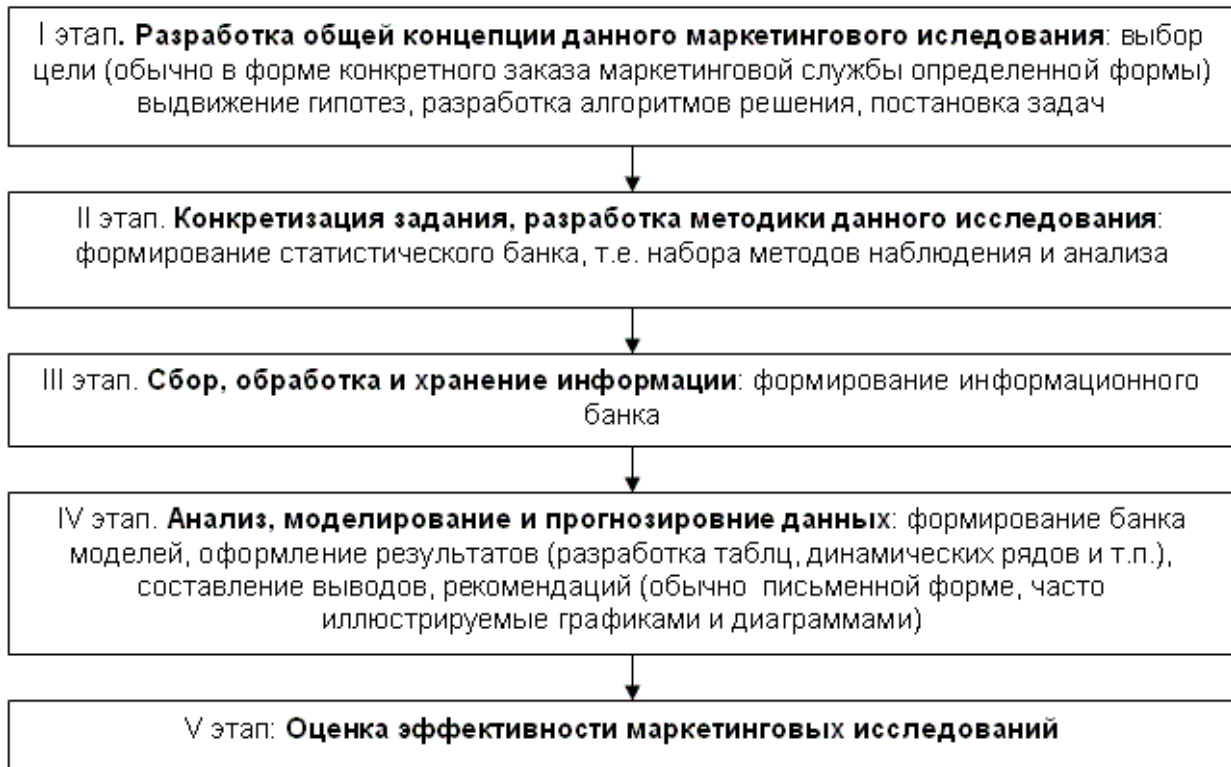 I этап. Разработка общей концепции данного маркетингового иследования: выбор
цели (обычно в форме конкретного заказа маркетинговой службы определенной формы)
выдвижение гипотез, разработка алгоритмов решения, постановка задач
II этап. Конкретизация задания, разработка методики данного исследования:
формирование статистического банка, т.е. набора методов наблюдения и анализа
III этап. Сбор, обработка и хранение информации: формирование информационного
банка
IV этап. Анализ, моделирование и прогнозировние данных: формирование банка
моделей, оформление результатов (разработка таблц, динамических рядов и т.п.),
составление выводов, рекомендаций (обычно письменной форме, часто
иллюстрируемые графиками и диаграммами)
V этап: Оценка эффективности маркетинговых исследований